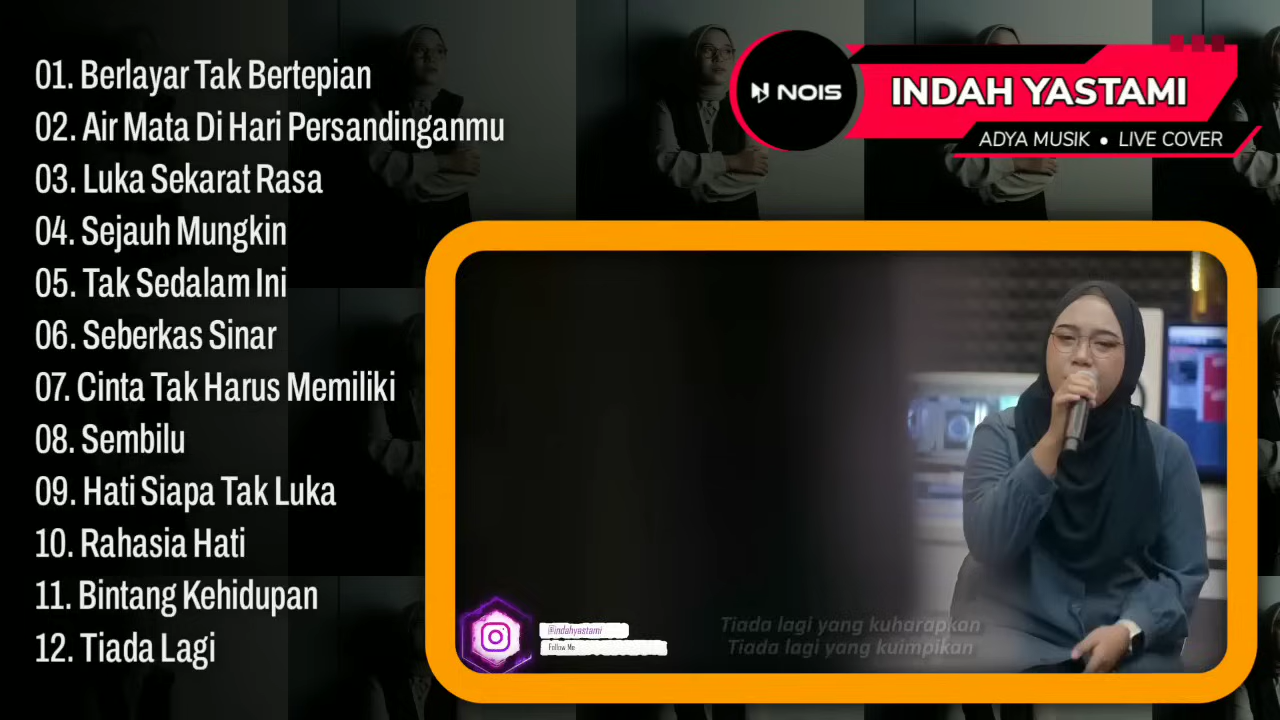 01. Berlayar Tak Bertepian
02. Air Mata Di Hari Persandinganmu
03. Luka Sekarat Rasa
04. Sejauh Mungkin
05. Tak Sedalam Ini
06. Seberkas Sinar
07. Cinta Tak Harus Memiliki
08. Sembilu
09. Hati Siapa Tak Luka
10. Rahasia Hati
11. Bintang Kehidupan
12. Tiada Lagi
NOIS
INDAH YASTAMI
ADYA MUSIK • LIVE COVER
Tiada lagi yang kuharapkan
Tiada lagi yang kuimpikan
@indahyastami
Follow Me